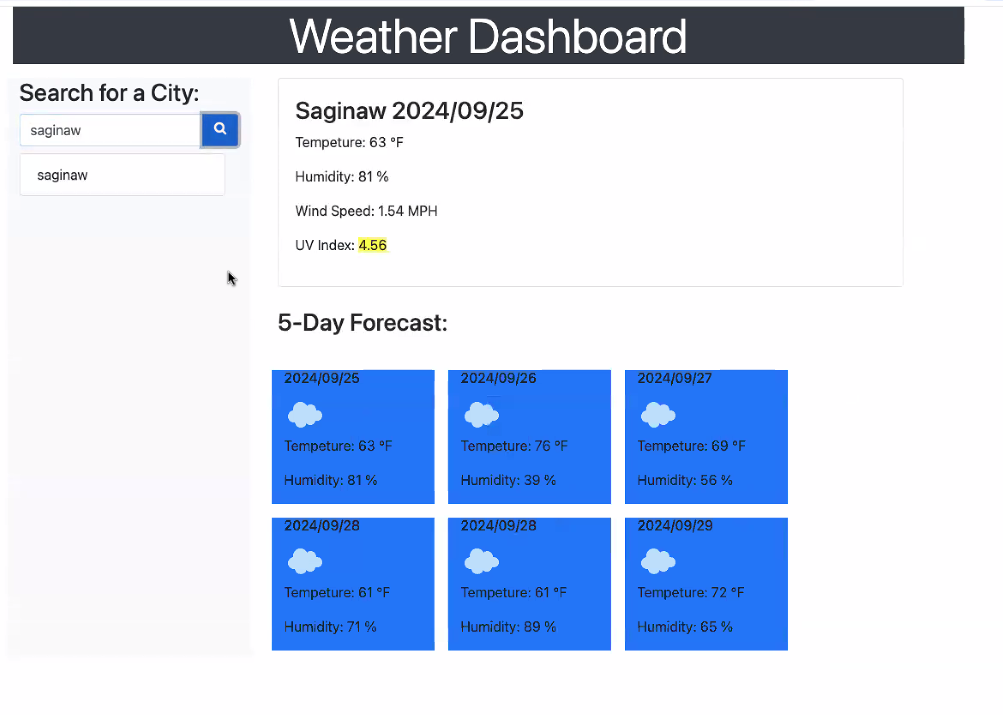 Weather Dashboard
Search for a City:
saginaw
saginaw
Saginaw 2024/09/25
Tempeture: 63 °F
Humidity: 81 %
Wind Speed: 1.54 MPH
UV Index: 4.56
5-Day Forecast:
2024/09/25
Tempeture: 63 °F
Humidity: 81 %
2024/09/26
Tempeture: 76 °F
Humidity: 39 %
2024/09/27
Tempeture: 69 °F
Humidity: 56 %
2024/09/28
Tempeture: 61 °F
Humidity: 71 %
2024/09/28
Tempeture: 61 °F
Humidity: 89 %
2024/09/29
Tempeture: 72 °F
Humidity: 65 %